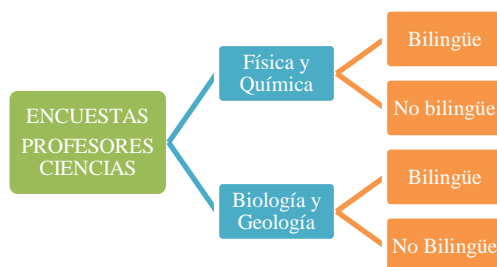 ENCUESTAS
PROFESORES
CIENCIAS
Física y
Química
Bilingüe
No bilingüe
Biología y
Geología
Bilingüe
No Bilingüe